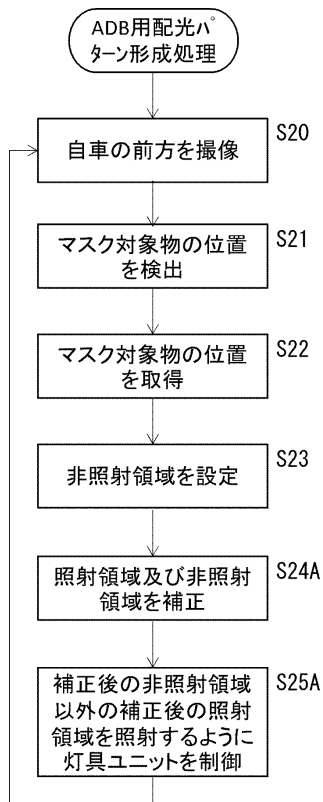 ADB用配光パ
ターン形成処理
自車の前方を撮像
S20
マスク対象物の位置
を検出
S21
マスク対象物の位置
を取得
S22
非照射領域を設定
S23
照射領域及び非照射
領域を補正
S24A
補正後の非照射領域
以外の補正後の照射
領域を照射するように
灯具ユニットを制御
S25A